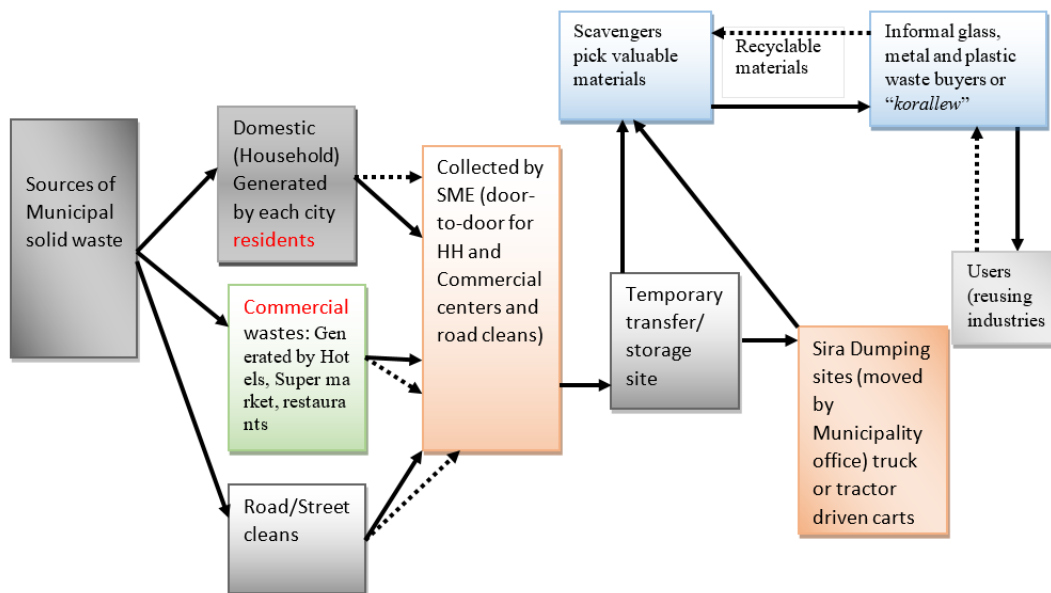 Sources of
Municipal
solid waste
Domestic
(Household)
Generated
by each city
residents
Commercial
wastes: Gen
erated by Hot
els, Super ma
rket, restaura
nts
Road/Street
cleans
Collected by
SME (door-
to-door for
HH and
Commercial
centers and
road cleans)
Temporary
transfer/
storage
site
Scavengers
pick valuable
materials
Recyclable
materials
Informal glass,
metal and plastic
waste buyers or
“korallew”
Users
(reusing
industries)
Sira Dumping
sites (moved
by
Municipality
office) truck
or tractor
driven carts